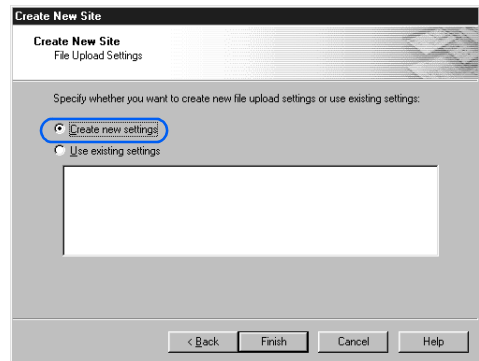 Create New Site
Create New Site
File Upload Settings
Specify whether you want to create new file upload settings or use existing settings:
Create new settings
Use existing settings
< Back Finish Cancel Help